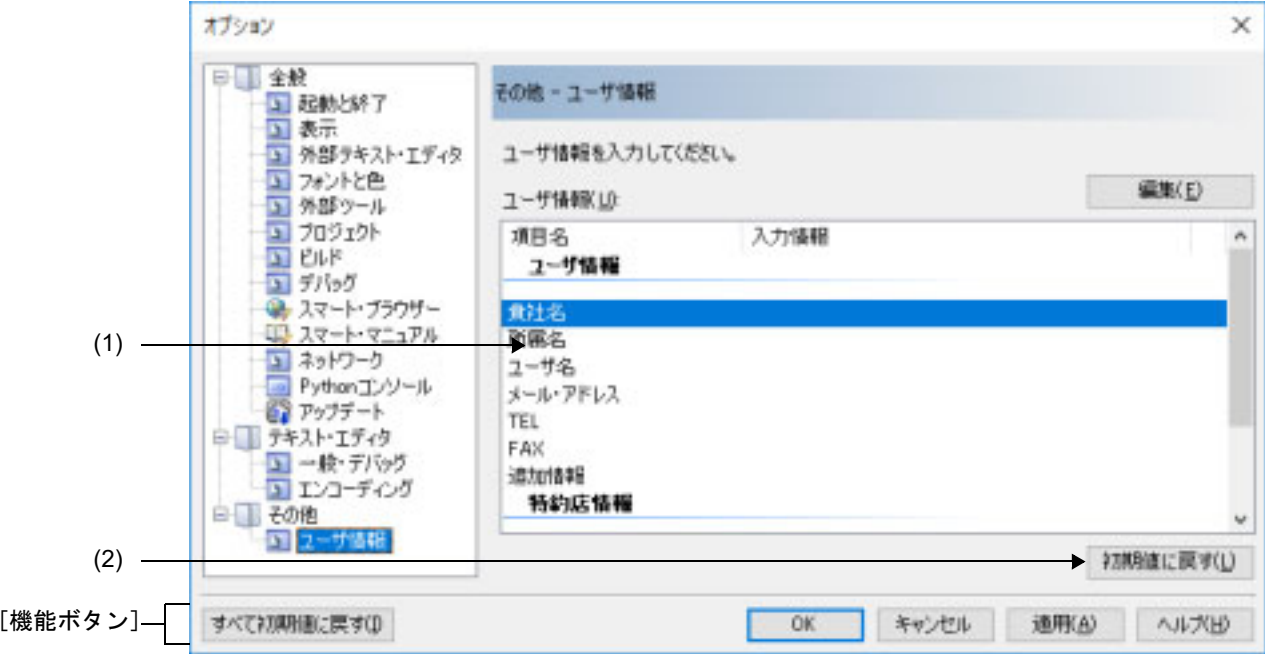 オプション
全般
起動と終了
表示
外部テキスト・エディタ
フォントと色
外部ツール
プロジェクト
ビルド
デバッグ
スマート・ブラウザー
スマート・マニュアル
ネットワーク
Pythonコンソール
アップデート
テキスト・エディタ
一般・デバッグ
エンコーディング
その他
ユーザ情報
その他 - ユーザ情報
ユーザ情報を入力してください。
編集(E)
ユーザ情報(U):
項目名 入力情報
ユーザ情報
貴社名
所属名
ユーザ名
メール・アドレス
TEL
FAX
追加情報
特約店情報
初期値に戻す(L)
すべて初期値に戻す(I)
OK
キャンセル
適用(A)
ヘルプ(H)
(1)
(2)
[機能ボタン]